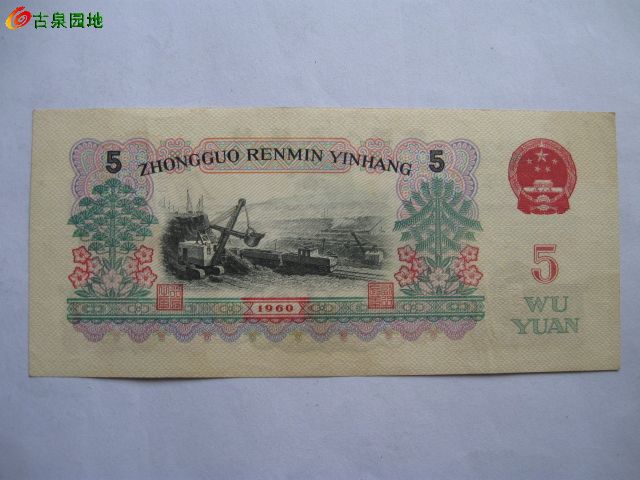 古泉园地
5 ZHONGGUO RENMIN YINHANG 5
5
1960
WU
YUAN